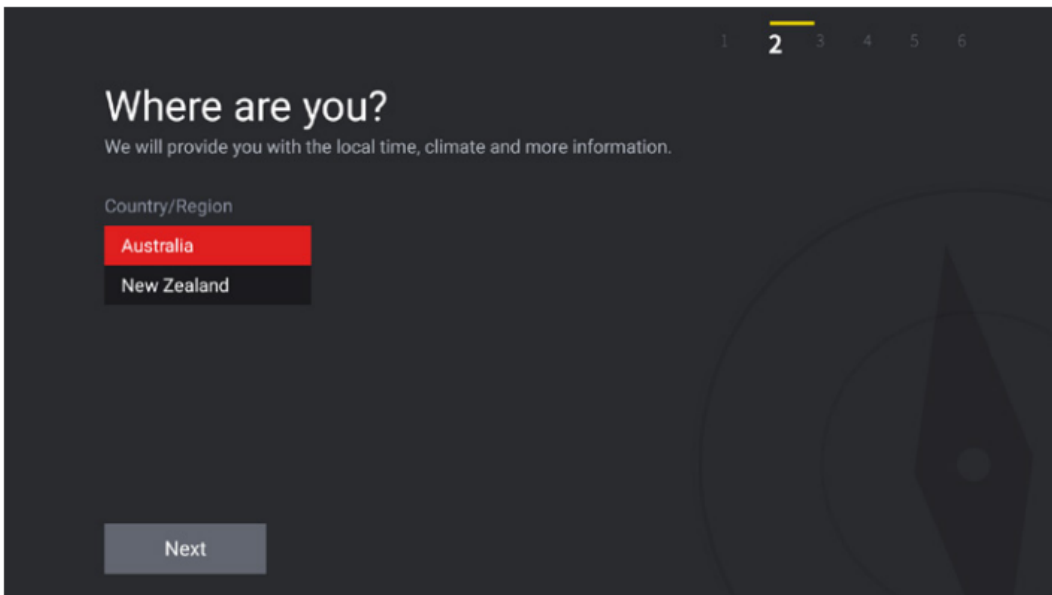 1 2 3 4 5 6
Where are you?
We will provide you with the local time, climate and more information.
Country/Region
Australia
New Zealand
Next